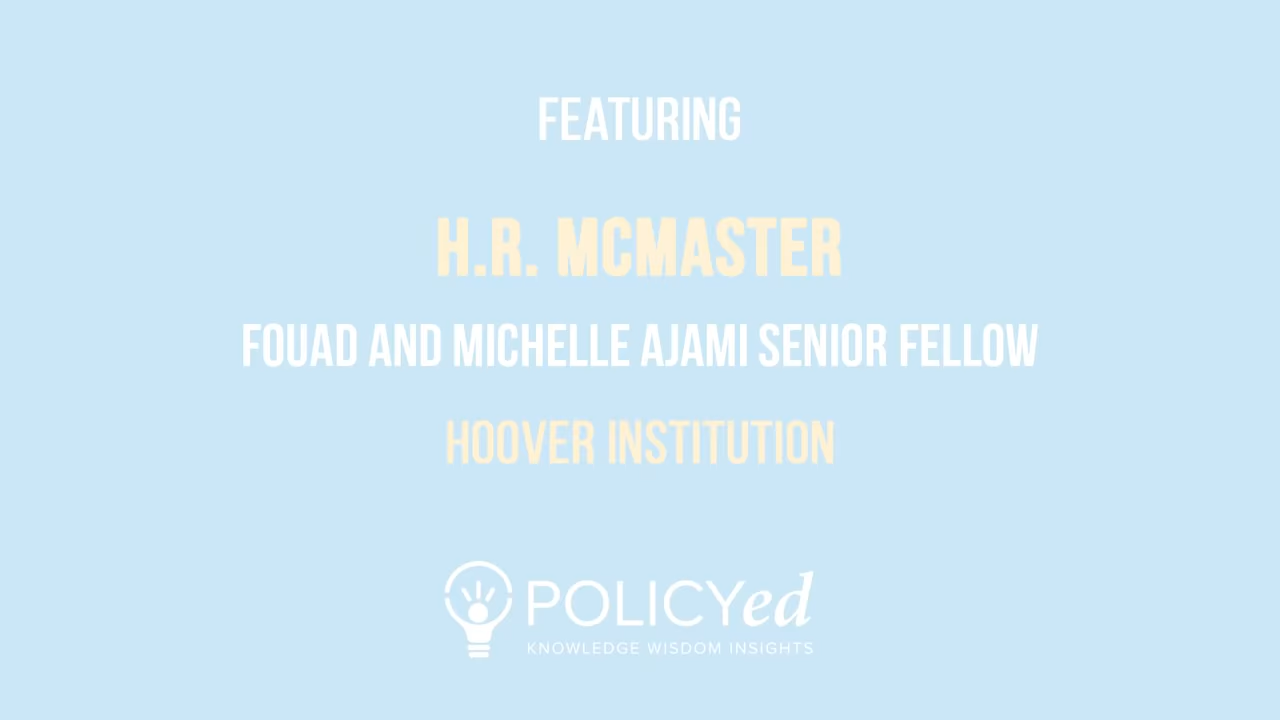 FEATURING
H.R. MCMASTER
FOUAD AND MICHELLE AJAMI SENIOR FELLOW
HOOVER INSTITUTION
POLICYed
KNOWLEDGE WISDOM INSIGHTS